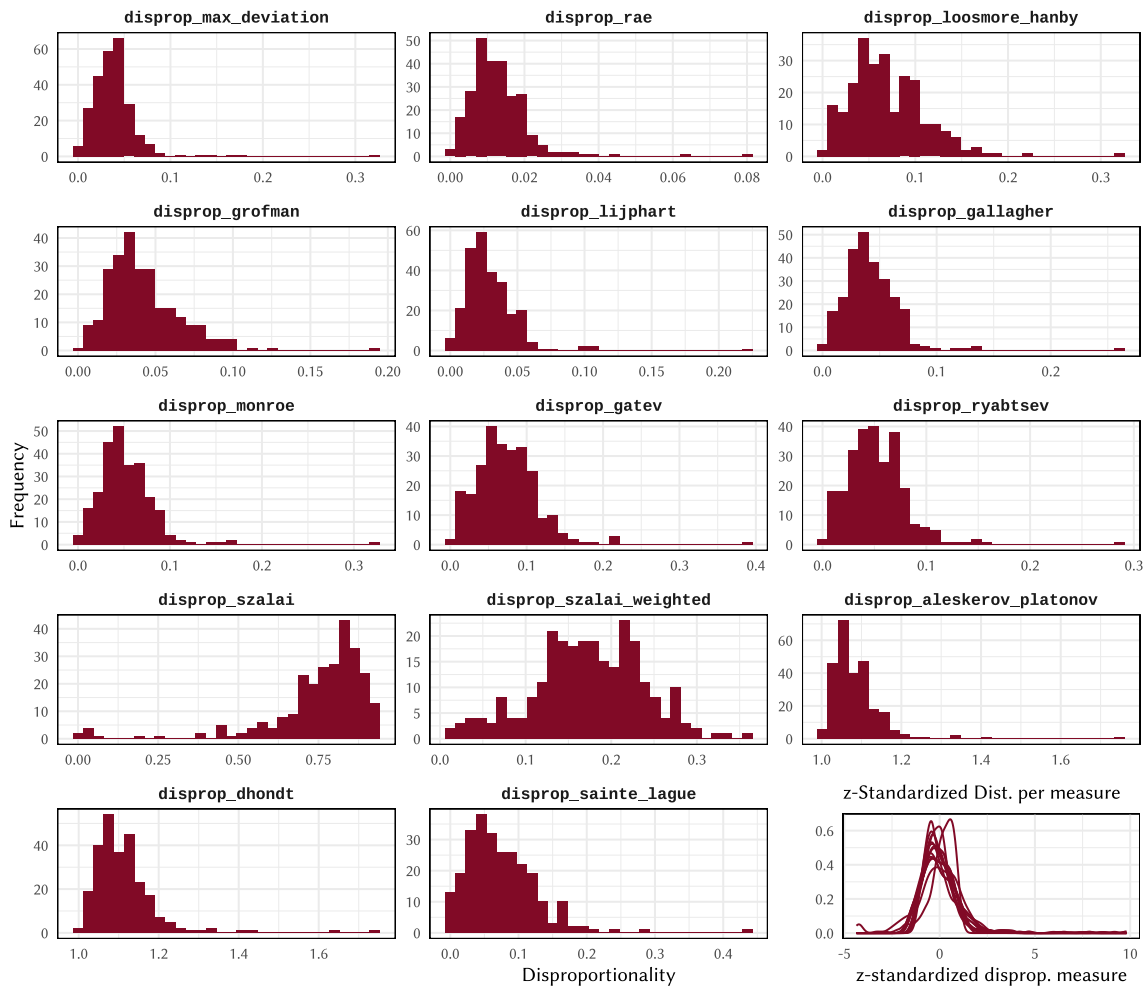 disprop_max_deviation
60
40
20
0
0.0 0.1 0.2 0.3
disprop_rae
50
40
30
20
10
0
0.00 0.02 0.04 0.06 0.08
disprop_loosmore_hanby
30
20
10
0
0.0 0.1 0.2 0.3
disprop_grofman
40
30
20
10
0
0.00 0.05 0.10 0.15 0.20
disprop_lijphart
60
40
20
0
0.00 0.05 0.10 0.15 0.20
disprop_gallagher
50
40
30
20
10
0
0.0 0.1 0.2
Frequency
disprop_monroe
50
40
30
20
10
0
0.0 0.1 0.2 0.3
disprop_gatev
40
30
20
10
0
0.0 0.1 0.2 0.3 0.4
disprop_ryabtsev
40
30
20
10
0
0.0 0.1 0.2 0.3
disprop_szalai
40
30
20
10
0
0.00 0.25 0.50 0.75
disprop_szalai_weighted
20
15
10
5
0
0.0 0.1 0.2 0.3
disprop_aleskerov_platonov
60
40
20
0
1.0 1.2 1.4 1.6
disprop_dhondt
40
20
0
1.0 1.2 1.4 1.6
disprop_sainte_lague
30
20
10
0
0.0 0.1 0.2 0.3 0.4
Disproportionality
z-Standardized Dist. per measure
0.6
0.4
0.2
0.0
-5 0 5 10
z-standardized disprop. measure